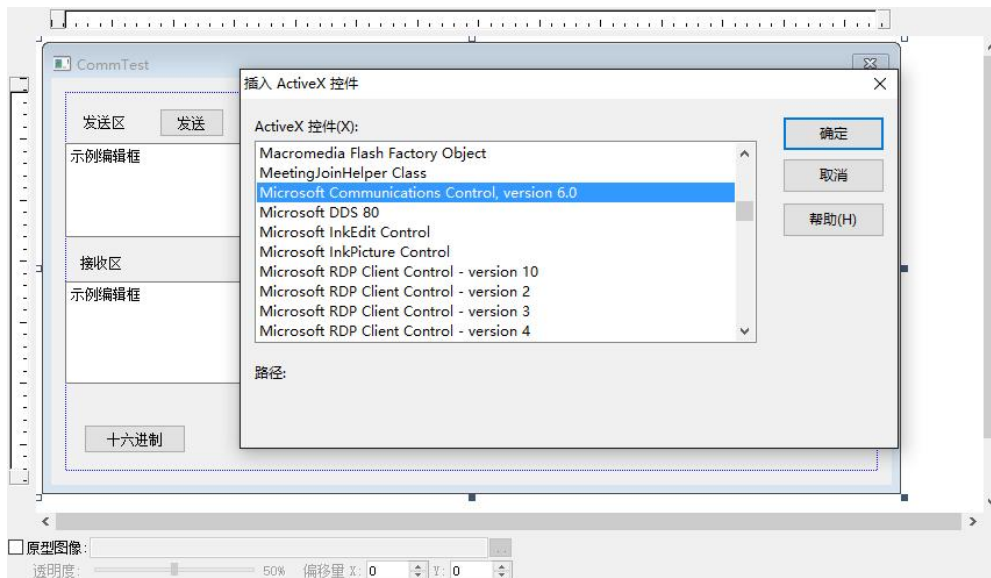 CommTest
插入 ActiveX 控件
发送区 发送
ActiveX 控件(X):
确定
示例编辑框
Macromedia Flash Factory Object
MeetingJoinHelper Class
取消
Microsoft Communications Control, version 6.0
Microsoft DDS 80
帮助(H)
Microsoft InkEdit Control
Microsoft InkPicture Control
接收区
Microsoft RDP Client Control - version 10
示例编辑框
Microsoft RDP Client Control - version 2
Microsoft RDP Client Control - version 3
Microsoft RDP Client Control - version 4
路径:
十六进制
原型图像:
透明度: 50% 偏移量 X: 0 Y: 0